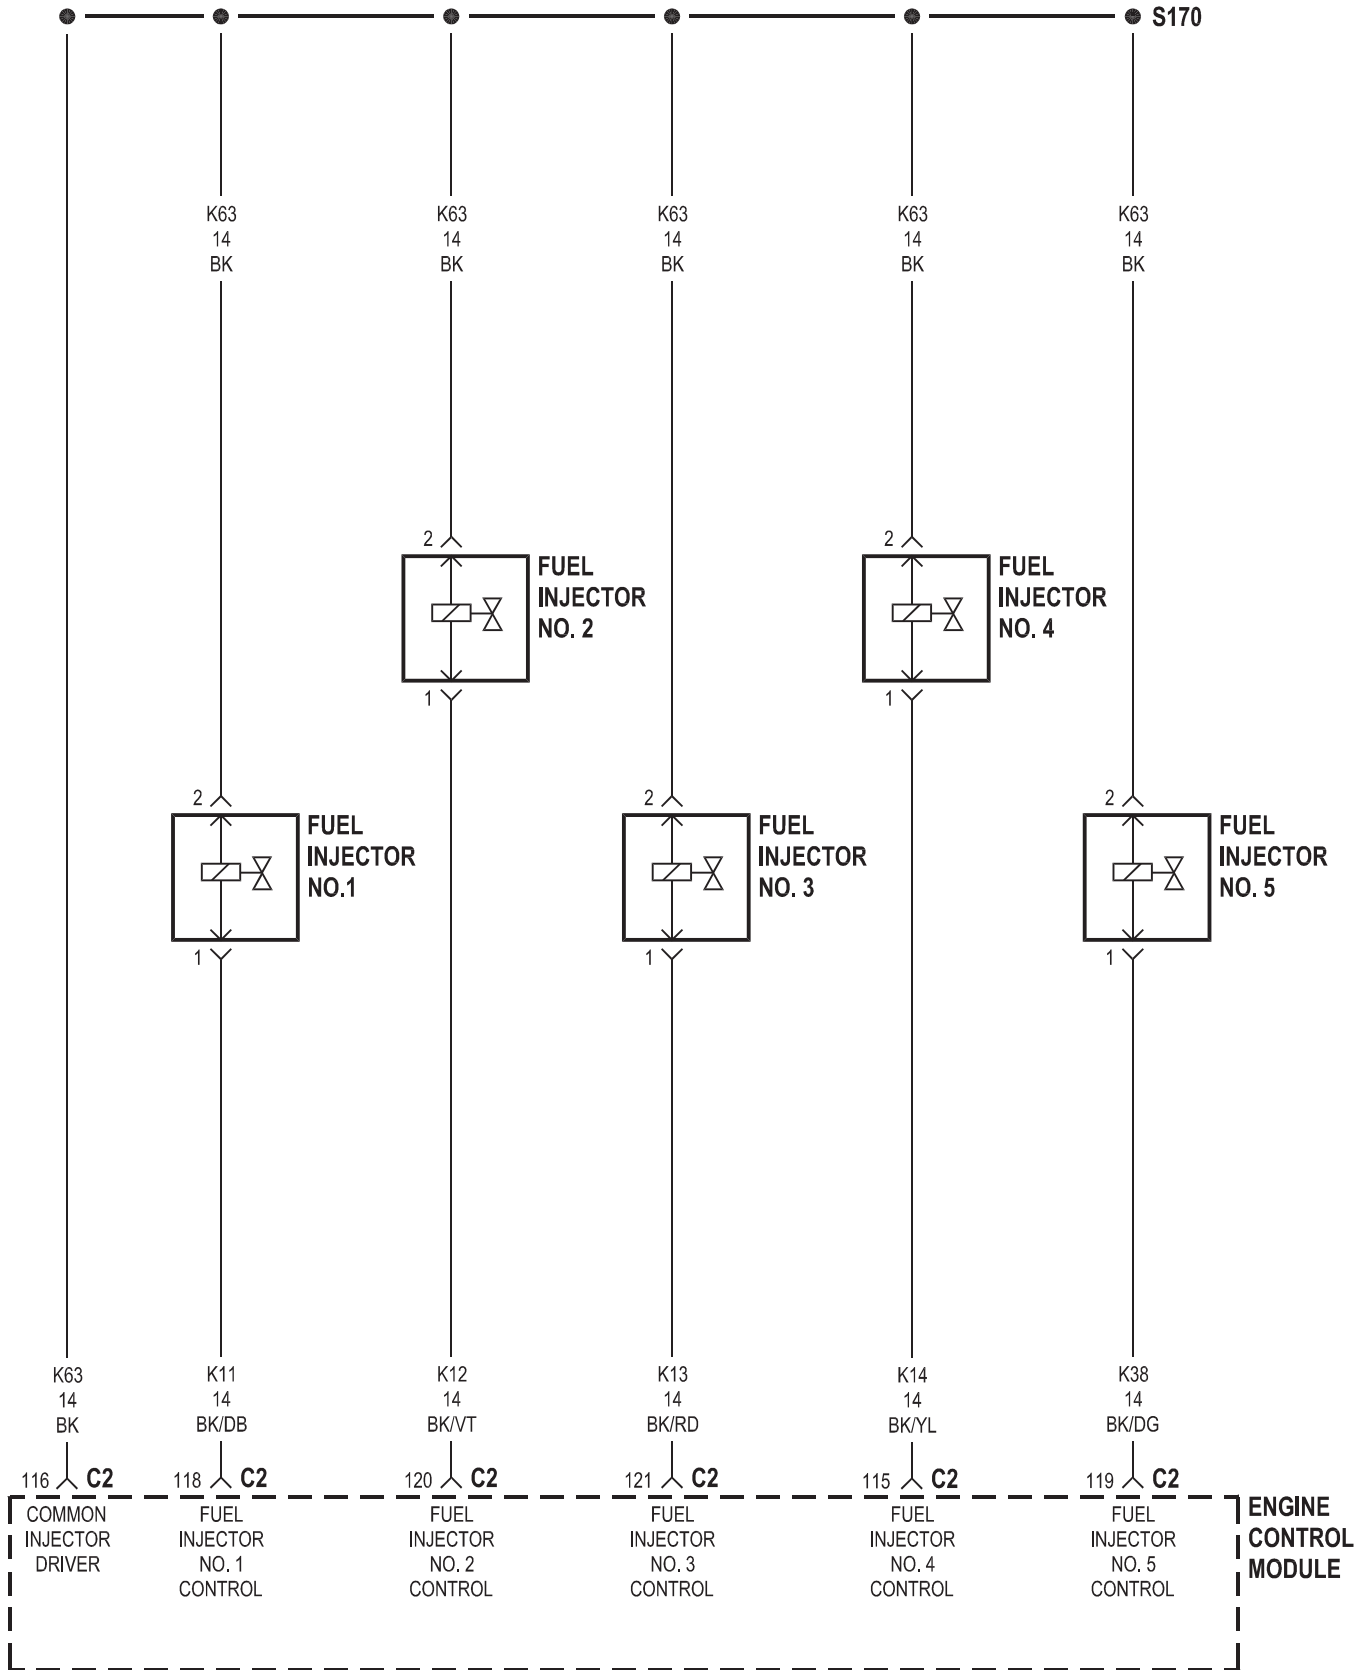 S170
K63
14
BK
K63
14
BK
K63
14
BK
K63
14
BK
K63
14
BK
2
FUEL
INJECTOR
NO. 2
1
2
FUEL
INJECTOR
NO. 4
1
2
FUEL
INJECTOR
NO.1
1
2
FUEL
INJECTOR
NO. 3
1
2
FUEL
INJECTOR
NO. 5
1
K63
14
BK
K11
14
BK/DB
K12
14
BK/VT
K13
14
BK/RD
K14
14
BK/YL
K38
14
BK/DG
116 C2
118 C2
120 C2
121 C2
115 C2
119 C2
COMMON
INJECTOR
DRIVER
FUEL
INJECTOR
NO. 1
CONTROL
FUEL
INJECTOR
NO. 2
CONTROL
FUEL
INJECTOR
NO. 3
CONTROL
FUEL
INJECTOR
NO. 4
CONTROL
FUEL
INJECTOR
NO. 5
CONTROL
ENGINE
CONTROL
MODULE